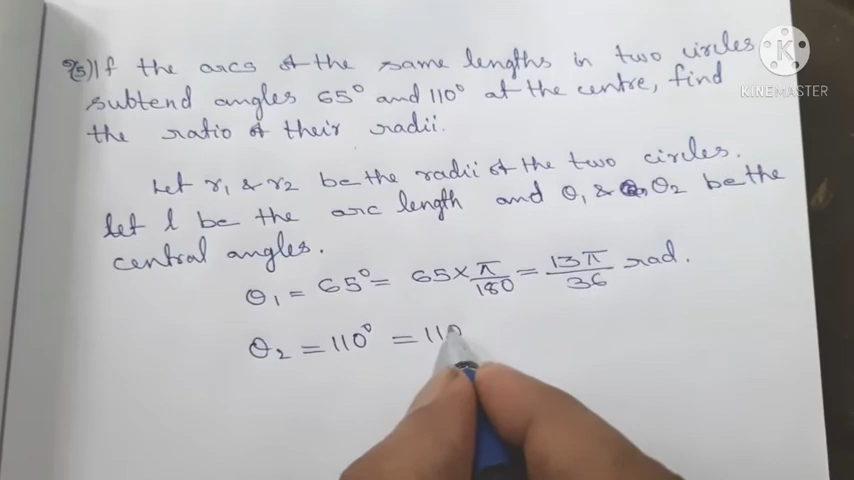 Q5) If the arcs of the same lengths in two circles
subtend angles 65° and 110° at the centre, find
the ratio of their radii.
Let r₁ & r₂ be the radii of the two circles.
let l be the arc length and θ₁ & θ₂ be the
central angles.
θ₁ = 65° = 65 × π/180 = 13π/36 rad.
θ₂ = 110° = 110
K
KINEMASTER